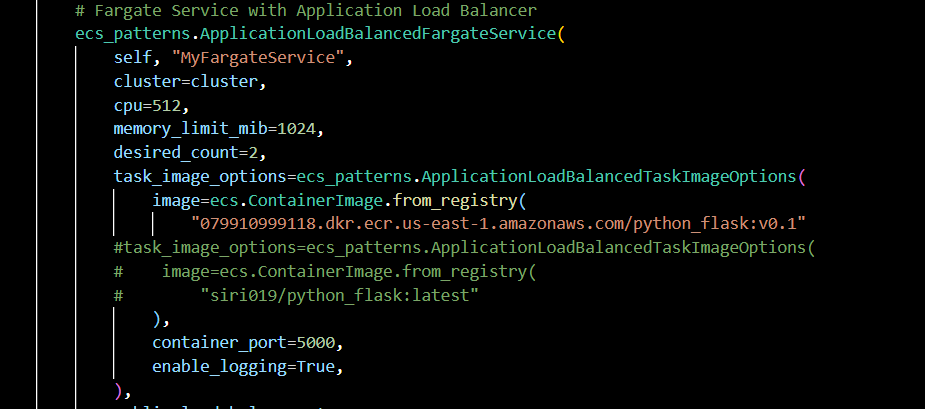 # Fargate Service with Application Load Balancer
ecs_patterns.ApplicationLoadBalancedFargateService(
self, "MyFargateService",
cluster=cluster,
cpu=512,
memory_limit_mib=1024,
desired_count=2,
task_image_options=ecs_patterns.ApplicationLoadBalancedTaskImageOptions(
image=ecs.ContainerImage.from_registry(
"079910999118.dkr.ecr.us-east-1.amazonaws.com/python_flask:v0.1"
#task_image_options=ecs_patterns.ApplicationLoadBalancedTaskImageOptions(
#    image=ecs.ContainerImage.from_registry(
#        "siri019/python_flask:latest"
),
container_port=5000,
enable_logging=True,
),